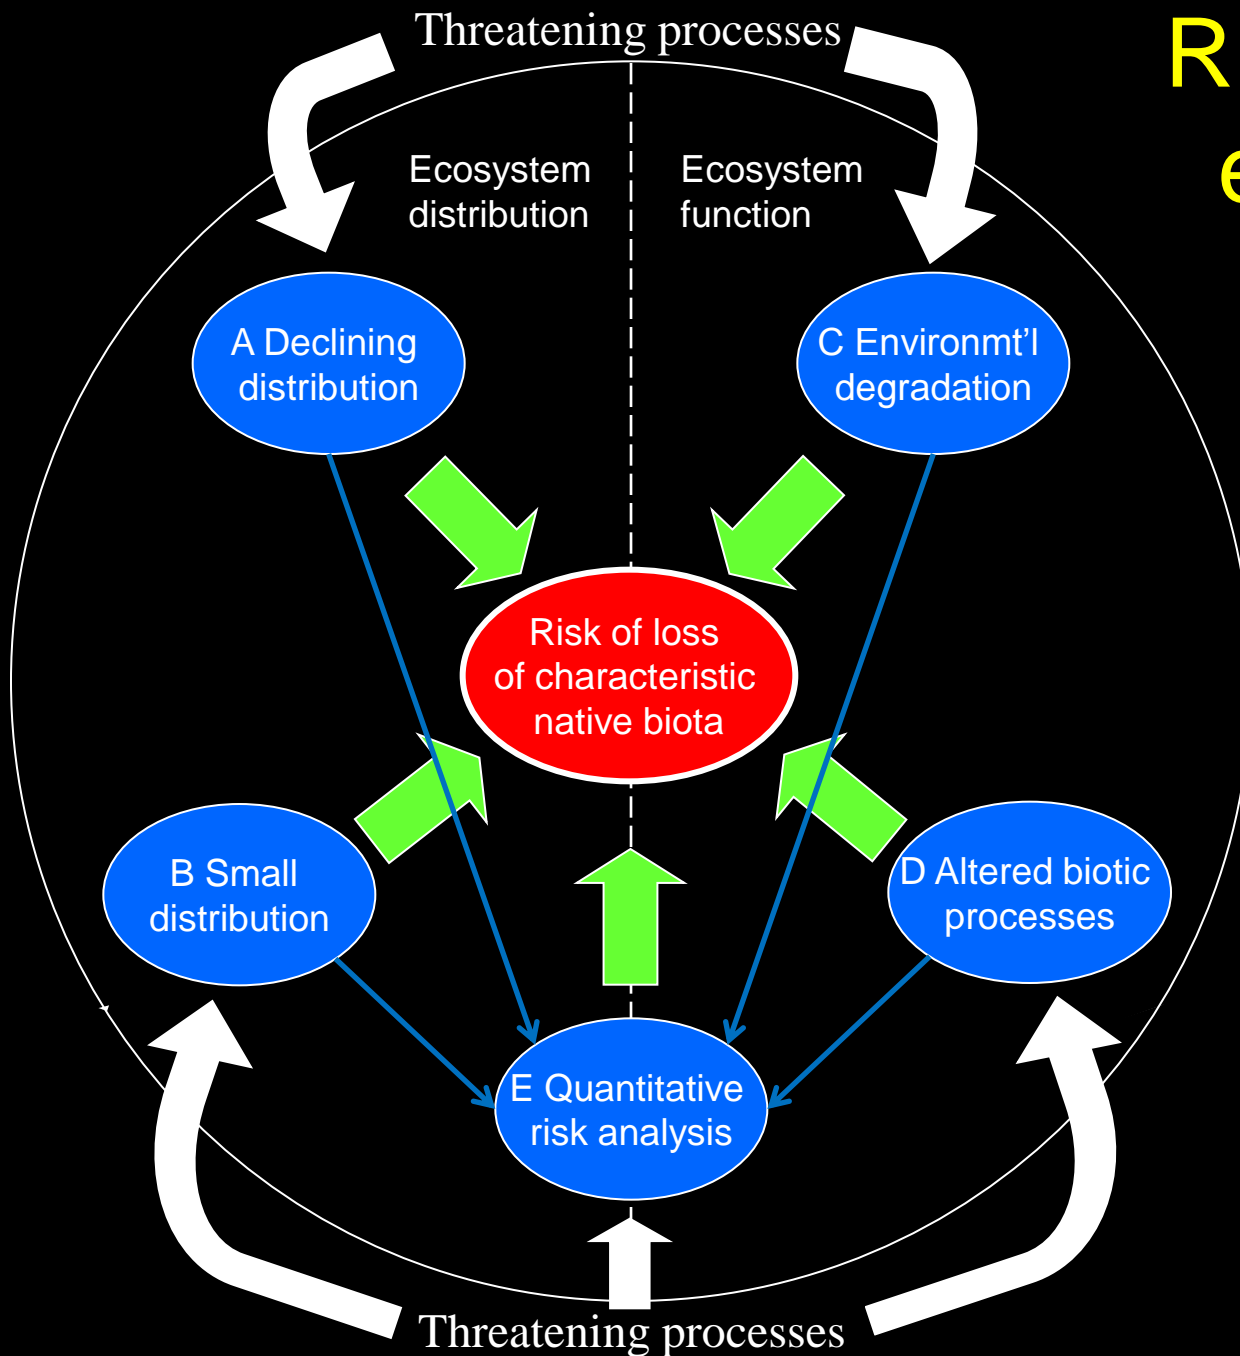 Threatening processes
R
e
Ecosystem
distribution
Ecosystem
function
A Declining
distribution
C Environmt'l
degradation
Risk of loss
of characteristic
native biota
B Small
distribution
D Altered biotic
processes
E Quantitative
risk analysis
Threatening processes